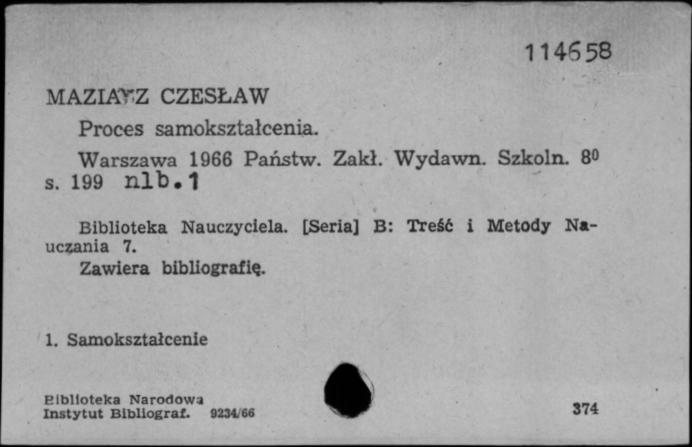 114658
MAZIARZ CZESŁAW
Proces samokształcenia.
Warszawa 1966 Państw. Zakł. Wydawn. Szkoln. 8⁰
s. 199 nlb.1
Biblioteka Nauczyciela. [Seria] B: Treść i Metody Na-
uczania 7.
Zawiera bibliografię.
1. Samokształcenie
Biblioteka Narodowa
Instytut Bibliograf. 9234/66
374